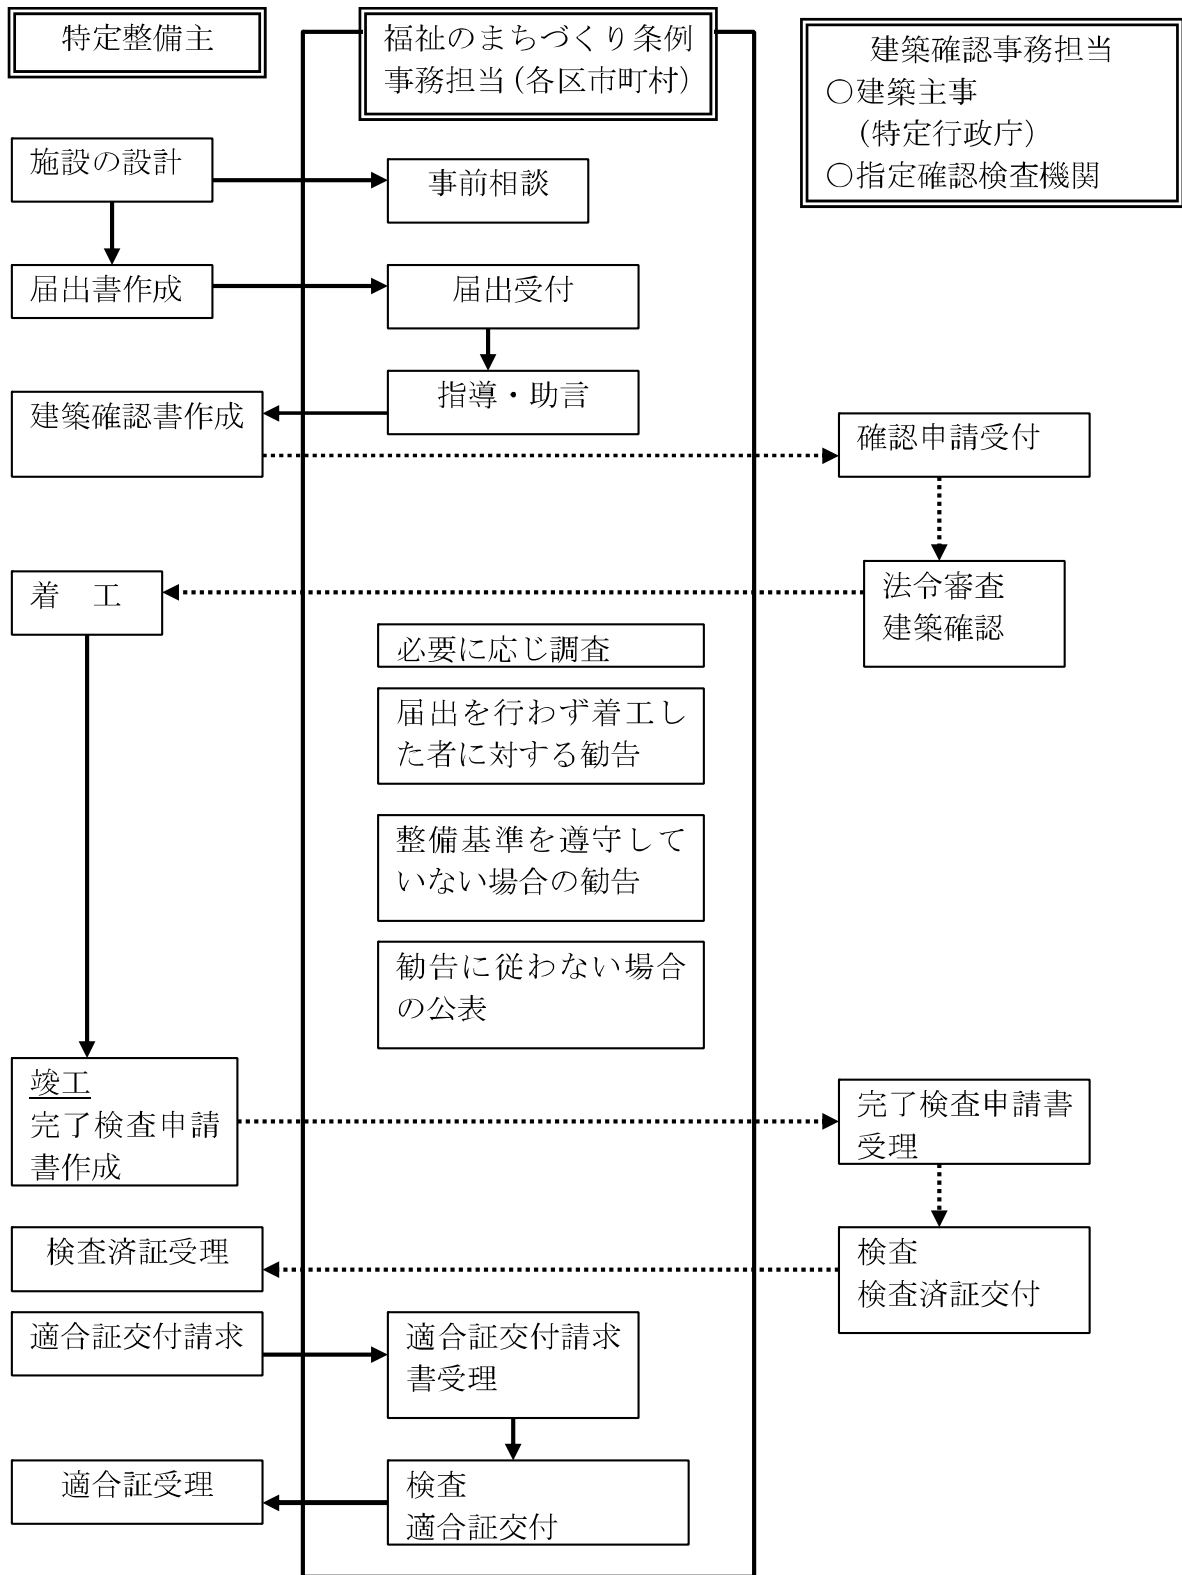 特定整備主
福祉のまちづくり条例
事務担当（各区市町村）
建築確認事務担当
○建築主事
（特定行政庁）
○指定確認検査機関
施設の設計
事前相談
届出書作成
届出受付
指導・助言
建築確認書作成
確認申請受付
着　工
法令審査
建築確認
必要に応じ調査
届出を行わず着工し
た者に対する勧告
整備基準を遵守して
いない場合の勧告
勧告に従わない場合
の公表
竣工
完了検査申請
書作成
完了検査申請書
受理
検査済証受理
検査
検査済証交付
適合証交付請求
適合証交付請求
書受理
適合証受理
検査
適合証交付